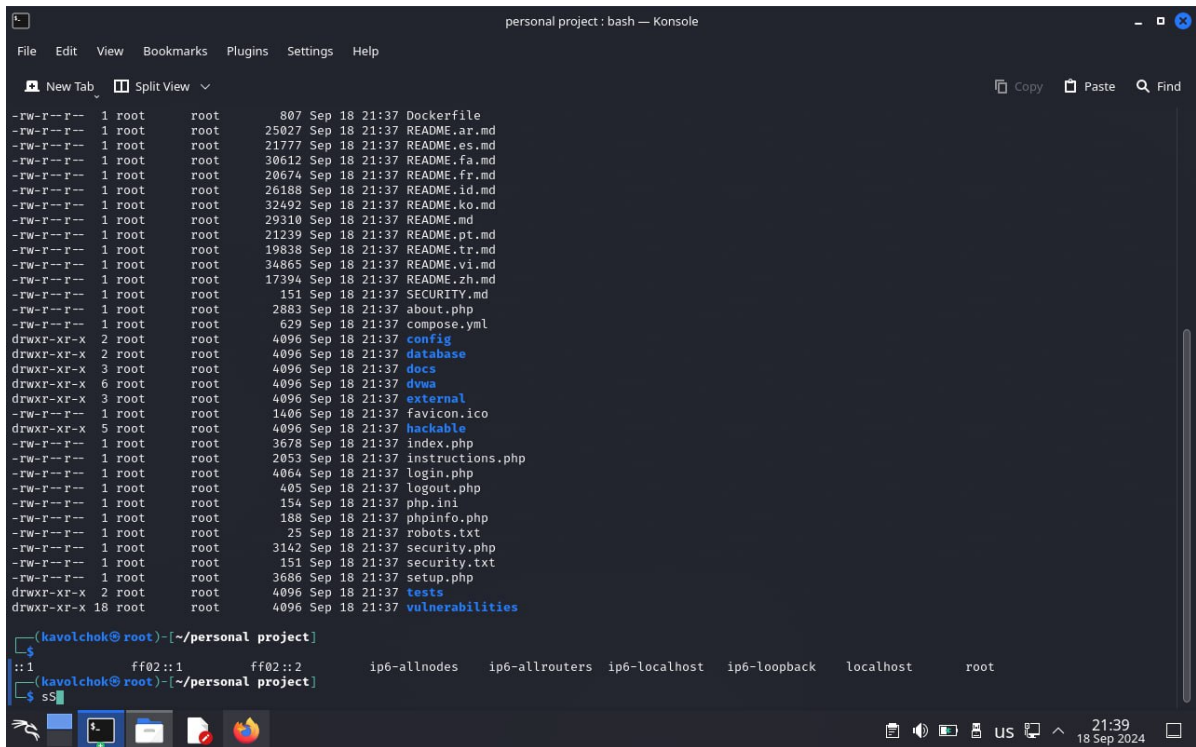 personal project : bash — Konsole
File Edit View Bookmarks Plugins Settings Help
New Tab Split View Copy Paste Find
-rw-r--r-- 1 root root 807 Sep 18 21:37 Dockerfile
-rw-r--r-- 1 root root 25027 Sep 18 21:37 README.ar.md
-rw-r--r-- 1 root root 21777 Sep 18 21:37 README.es.md
-rw-r--r-- 1 root root 30612 Sep 18 21:37 README.fa.md
-rw-r--r-- 1 root root 20674 Sep 18 21:37 README.fr.md
-rw-r--r-- 1 root root 26188 Sep 18 21:37 README.id.md
-rw-r--r-- 1 root root 32492 Sep 18 21:37 README.ko.md
-rw-r--r-- 1 root root 29310 Sep 18 21:37 README.md
-rw-r--r-- 1 root root 21239 Sep 18 21:37 README.pt.md
-rw-r--r-- 1 root root 19838 Sep 18 21:37 README.tr.md
-rw-r--r-- 1 root root 34865 Sep 18 21:37 README.vi.md
-rw-r--r-- 1 root root 17394 Sep 18 21:37 README.zh.md
-rw-r--r-- 1 root root 151 Sep 18 21:37 SECURITY.md
-rw-r--r-- 1 root root 2883 Sep 18 21:37 about.php
-rw-r--r-- 1 root root 629 Sep 18 21:37 compose.yml
drwxr-xr-x 2 root root 4096 Sep 18 21:37 config
drwxr-xr-x 2 root root 4096 Sep 18 21:37 database
drwxr-xr-x 3 root root 4096 Sep 18 21:37 docs
drwxr-xr-x 6 root root 4096 Sep 18 21:37 dvwa
drwxr-xr-x 3 root root 4096 Sep 18 21:37 external
-rw-r--r-- 1 root root 1406 Sep 18 21:37 favicon.ico
drwxr-xr-x 5 root root 4096 Sep 18 21:37 hackable
-rw-r--r-- 1 root root 3678 Sep 18 21:37 index.php
-rw-r--r-- 1 root root 2053 Sep 18 21:37 instructions.php
-rw-r--r-- 1 root root 4064 Sep 18 21:37 login.php
-rw-r--r-- 1 root root 405 Sep 18 21:37 logout.php
-rw-r--r-- 1 root root 154 Sep 18 21:37 php.ini
-rw-r--r-- 1 root root 188 Sep 18 21:37 phpinfo.php
-rw-r--r-- 1 root root 25 Sep 18 21:37 robots.txt
-rw-r--r-- 1 root root 3142 Sep 18 21:37 security.php
-rw-r--r-- 1 root root 151 Sep 18 21:37 security.txt
-rw-r--r-- 1 root root 3686 Sep 18 21:37 setup.php
drwxr-xr-x 2 root root 4096 Sep 18 21:37 tests
drwxr-xr-x 18 root root 4096 Sep 18 21:37 vulnerabilities
┌──(kavolchok㉿root)-[~/personal project]
└─$
::1 ff02::1 ff02::2 ip6-allnodes ip6-allrouters ip6-localhost ip6-loopback localhost root
┌──(kavolchok㉿root)-[~/personal project]
└─$ sS
US 21:39
18 Sep 2024